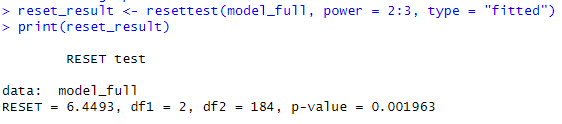 > reset_result <- resettest(model_full, power = 2:3, type = "fitted")
> print(reset_result)
RESET test
data: model_full
RESET = 6.4493, df1 = 2, df2 = 184, p-value = 0.001963